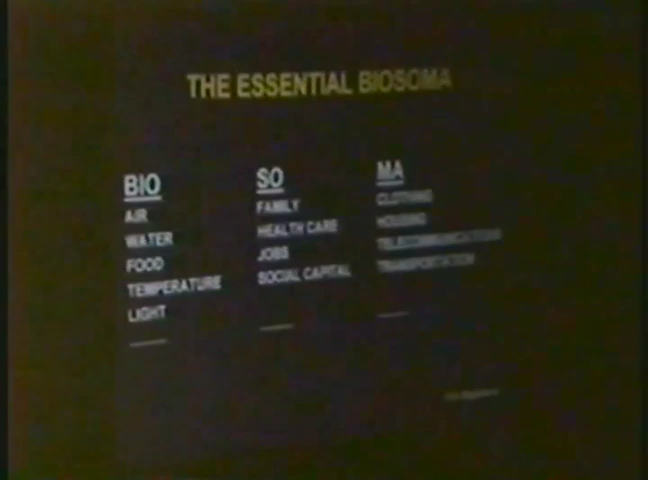 THE ESSENTIAL BIOSOMA
BIO
AIR
WATER
FOOD
TEMPERATURE
LIGHT
SO
FAMILY
HEALTH CARE
JOBS
SOCIAL CAPITAL
MA
CLOTHING
HOUSING
TELECOMMUNICATIONS
TRANSPORTATION